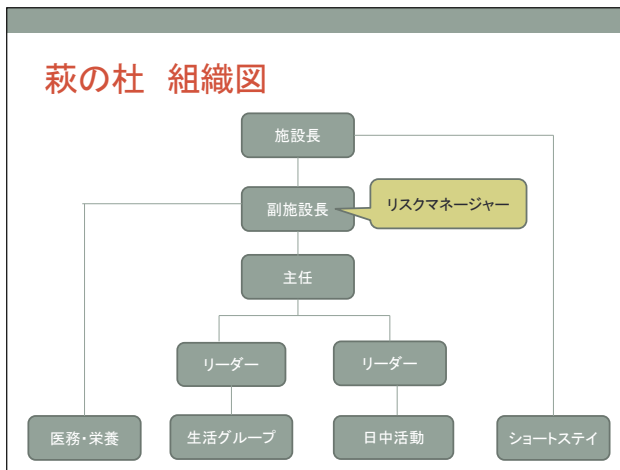 萩の杜 組織図
施設長
副施設長
リスクマネージャー
主任
リーダー
リーダー
医務・栄養
生活グループ
日中活動
ショートステイ